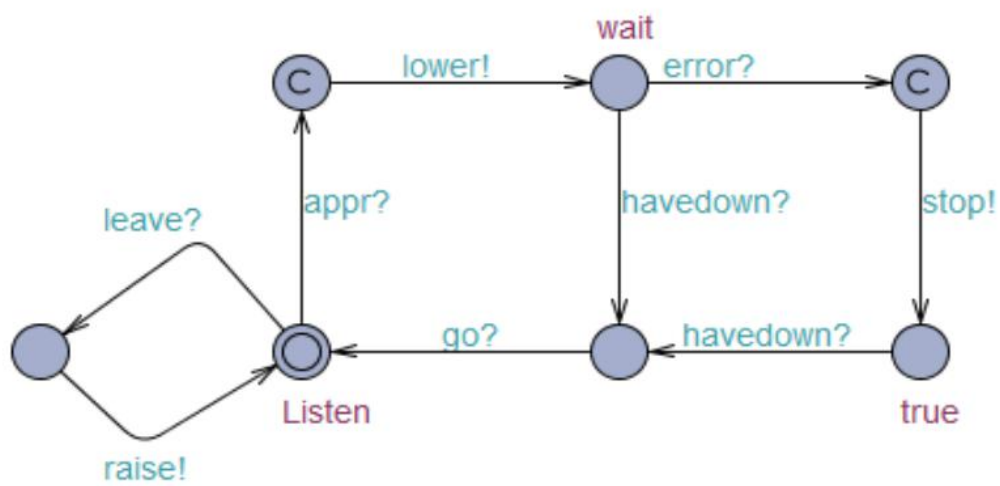 wait
C
lower!
error?
C
leave?
appr?
havedown?
stop!
go?
havedown?
Listen
true
raise!